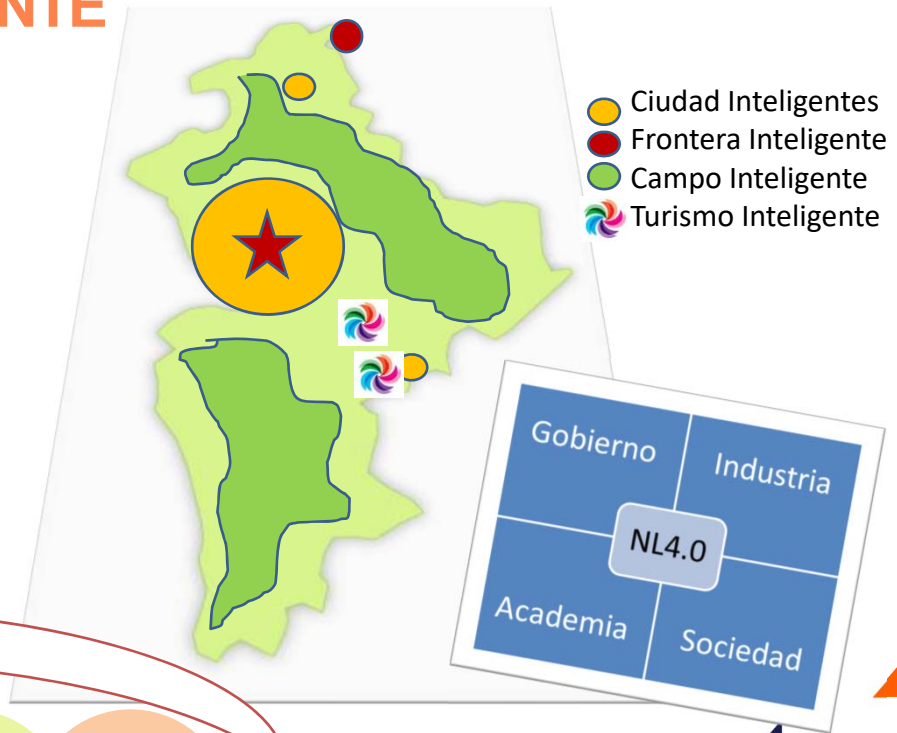 NTE
Ciudad Inteligentes
Frontera Inteligente
Campo Inteligente
Turismo Inteligente
Gobierno
Industria
NL4.0
Academia
Sociedad